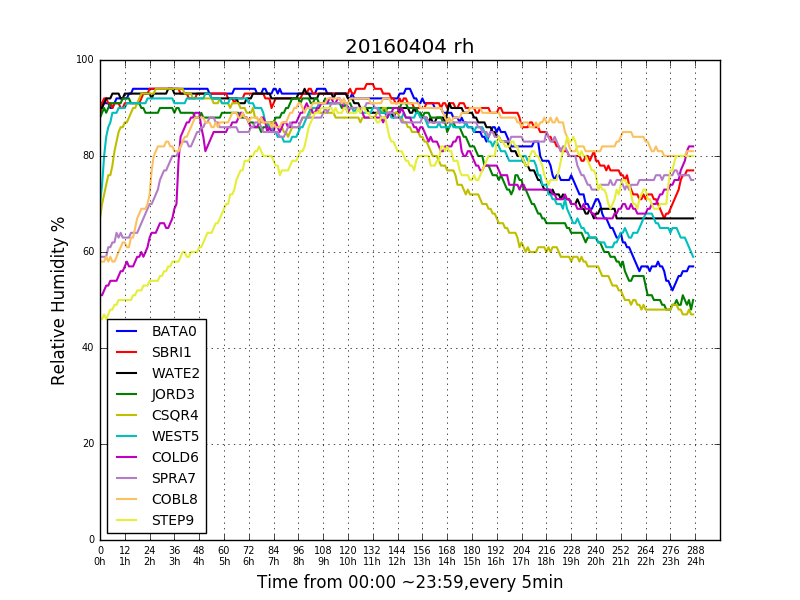 20160404 rh
100
80
60
40
20
0
Relative Humidity %
BATA0
SBRI1
WATE2
JORD3
CSQR4
WEST5
COLD6
SPRA7
COBL8
STEP9
0 12 24 36 48 60 72 84 96 108 120 132 144 156 168 180 192 204 216 228 240 252 264 276 288
0h 1h 2h 3h 4h 5h 6h 7h 8h 9h 10h 11h 12h 13h 14h 15h 16h 17h 18h 19h 20h 21h 22h 23h 24h
Time from 00:00 ~23:59,every 5min